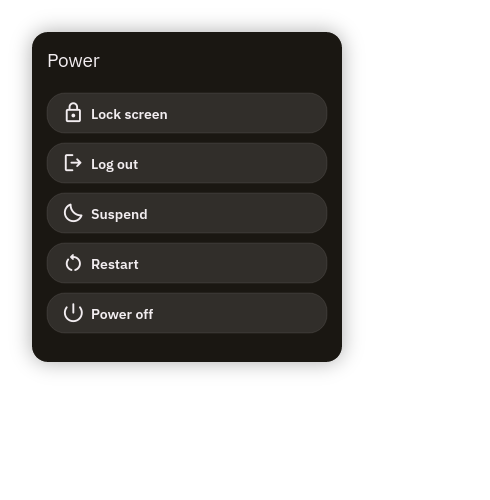 Power
Lock screen
Log out
Suspend
Restart
Power off